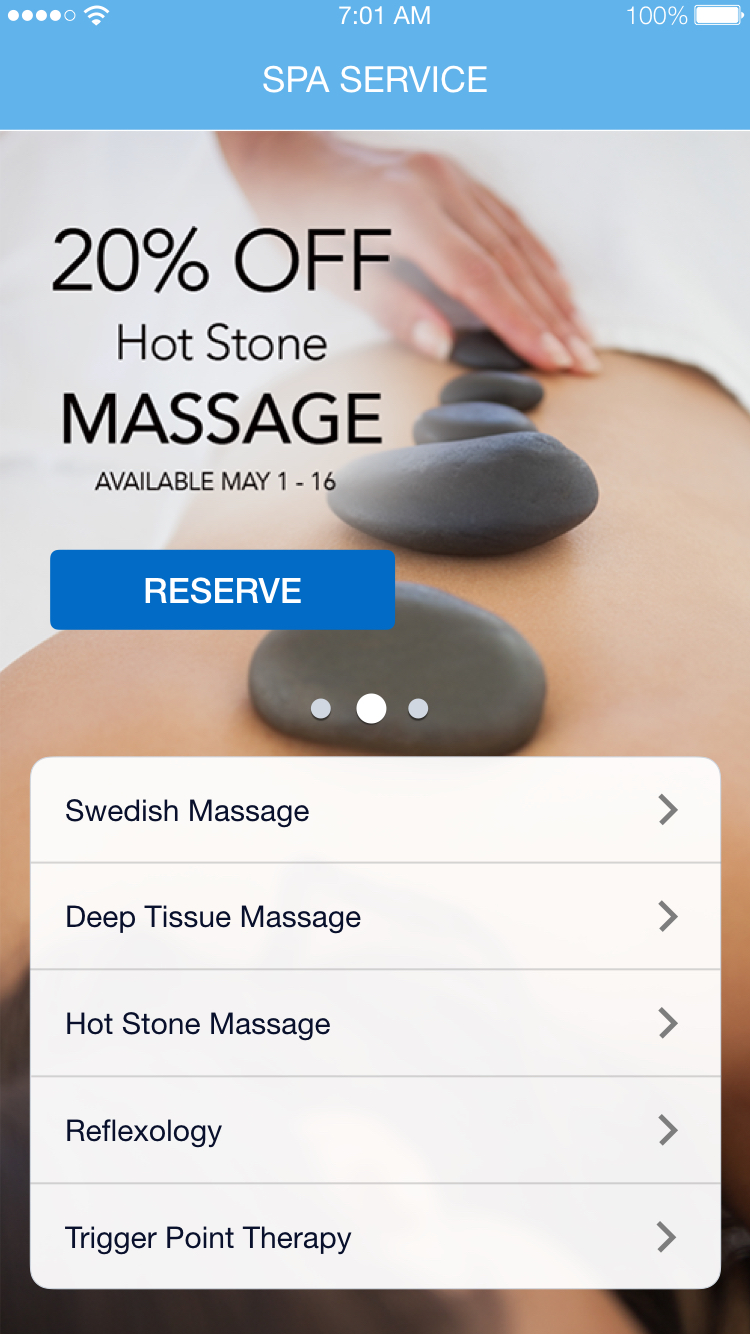 7:01 AM 100%
SPA SERVICE
20% OFF
Hot Stone
MASSAGE
AVAILABLE MAY 1 - 16
RESERVE
Swedish Massage
Deep Tissue Massage
Hot Stone Massage
Reflexology
Trigger Point Therapy